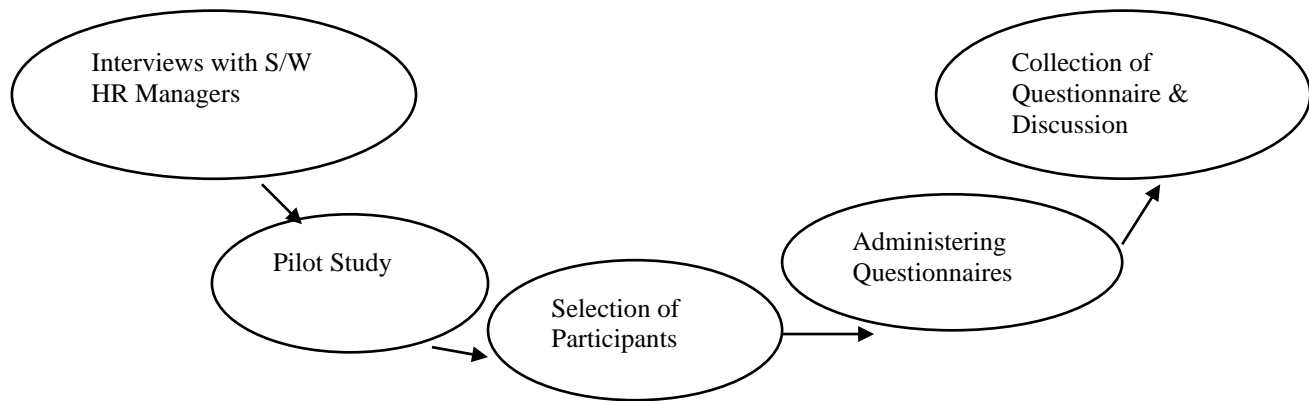 Interviews with S/W
HR Managers
Pilot Study
Selection of
Participants
Administering
Questionnaires
Collection of
Questionnaire &
Discussion